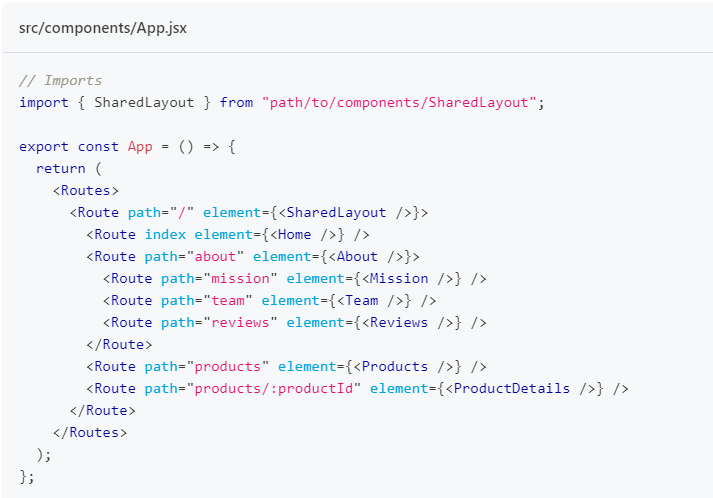 src/components/App.jsx
// Imports
import { SharedLayout } from "path/to/components/SharedLayout";

export const App = () => {
  return (
    <Routes>
      <Route path="/" element={<SharedLayout />}>
        <Route index element={<Home />} />
        <Route path="about" element={<About />}>
          <Route path="mission" element={<Mission />} />
          <Route path="team" element={<Team />} />
          <Route path="reviews" element={<Reviews />} />
        </Route>
        <Route path="products" element={<Products />} />
        <Route path="products/:productId" element={<ProductDetails />} />
      </Route>
    </Routes>
  );
};